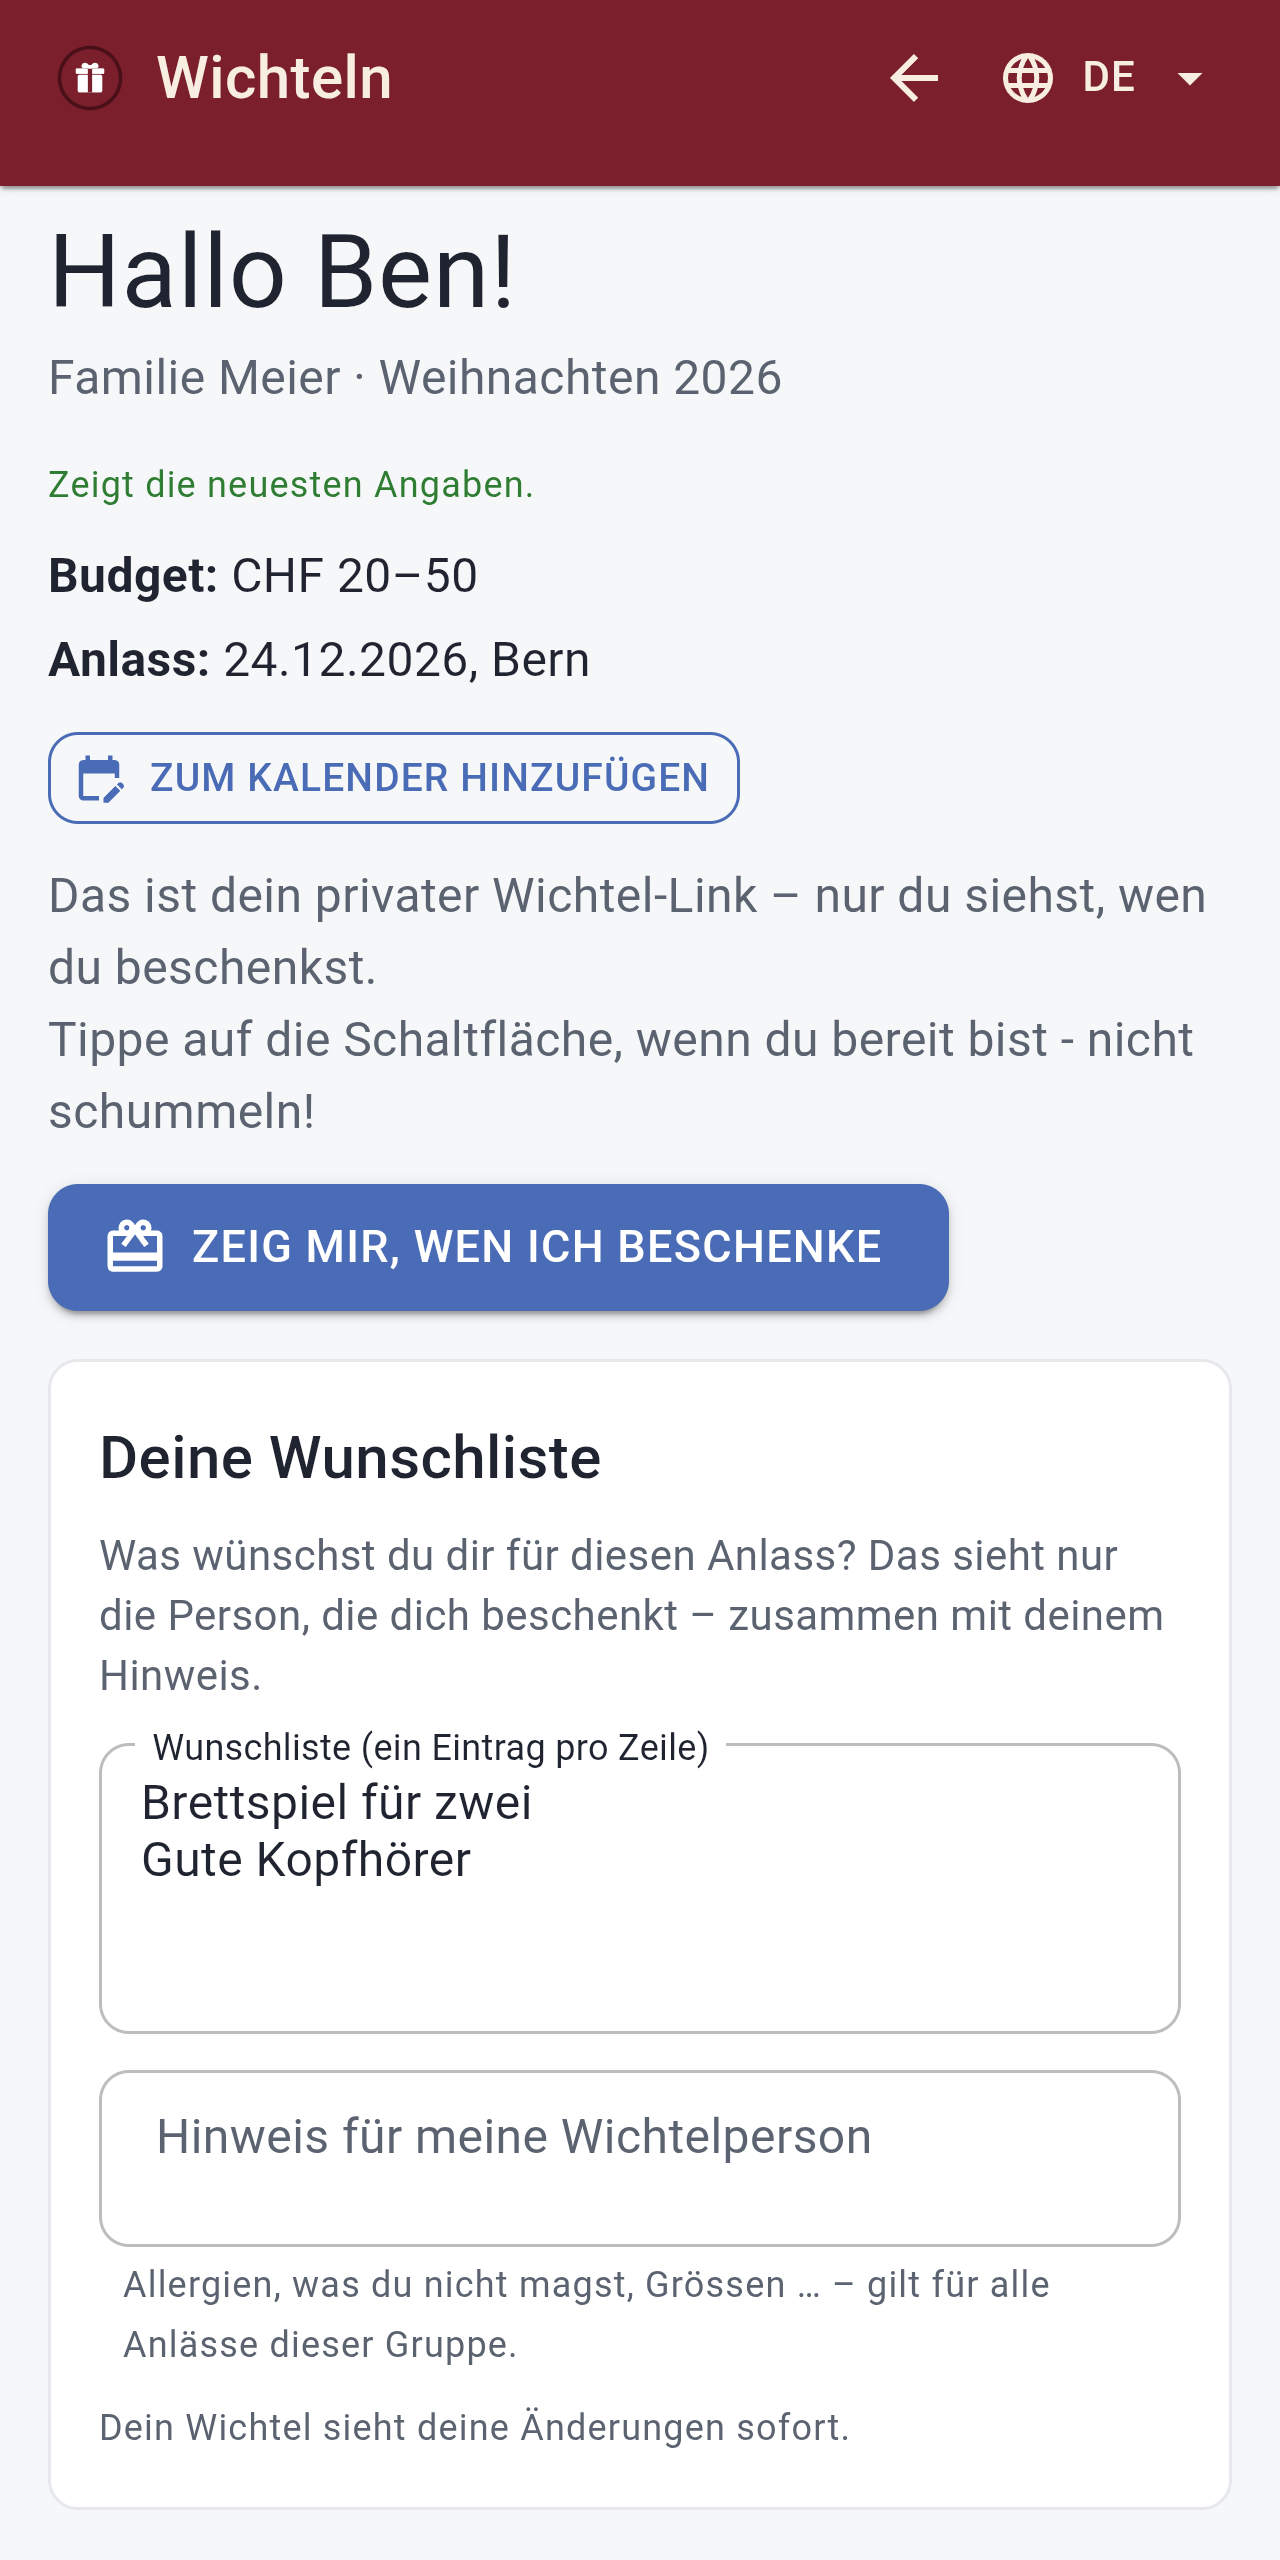 Wichteln
DE
Hallo Ben!
Familie Meier · Weihnachten 2026
Zeigt die neuesten Angaben.
Budget: CHF 20–50
Anlass: 24.12.2026, Bern
ZUM KALENDER HINZUFÜGEN
Das ist dein privater Wichtel-Link – nur du siehst, wen
du beschenkst.
Tippe auf die Schaltfläche, wenn du bereit bist - nicht
schummeln!
ZEIG MIR, WEN ICH BESCHENKE
Deine Wunschliste
Was wünschst du dir für diesen Anlass? Das sieht nur
die Person, die dich beschenkt – zusammen mit deinem
Hinweis.
Wunschliste (ein Eintrag pro Zeile)
Brettspiel für zwei
Gute Kopfhörer
Hinweis für meine Wichtelperson
Allergien, was du nicht magst, Grössen … – gilt für alle
Anlässe dieser Gruppe.
Dein Wichtel sieht deine Änderungen sofort.